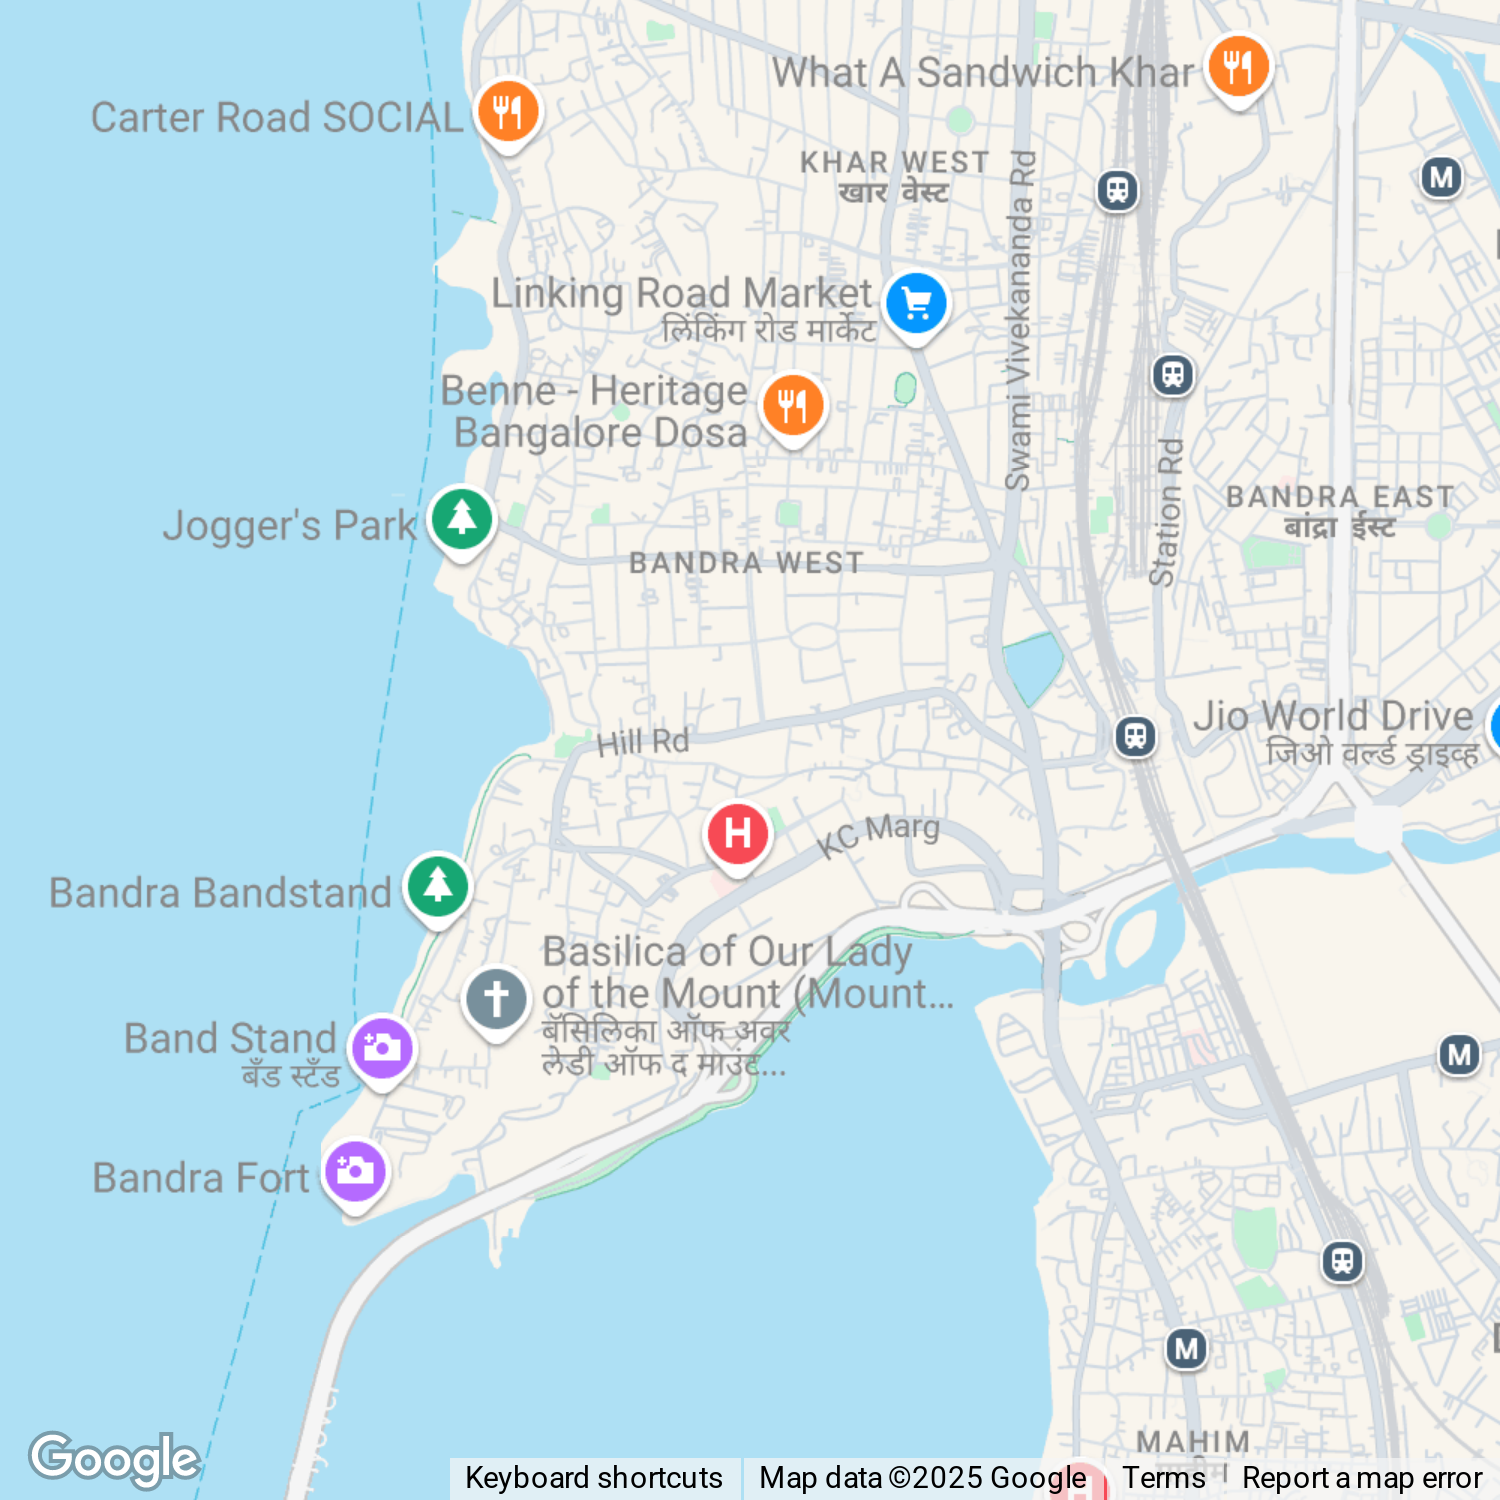 What A Sandwich Khar
Carter Road SOCIAL
KHAR WEST
खार वेस्ट
Swami Vivekananda Rd
M
Linking Road Market
लिंकिंग रोड मार्केट
Benne - Heritage
Bangalore Dosa
Station Rd
BANDRA EAST
बांद्रा ईस्ट
Jogger's Park
BANDRA WEST
Jio World Drive
जिओ वर्ल्ड ड्राइव्ह
Hill Rd
H
KC Marg
Bandra Bandstand
Basilica of Our Lady
of the Mount (Mount...
बॅसिलिका ऑफ अवर
लेडी ऑफ द माउंट...
Band Stand
बँड स्टँड
M
Bandra Fort
M
MAHIM
Google
Keyboard shortcuts
Map data ©2025 Google
Terms
Report a map error